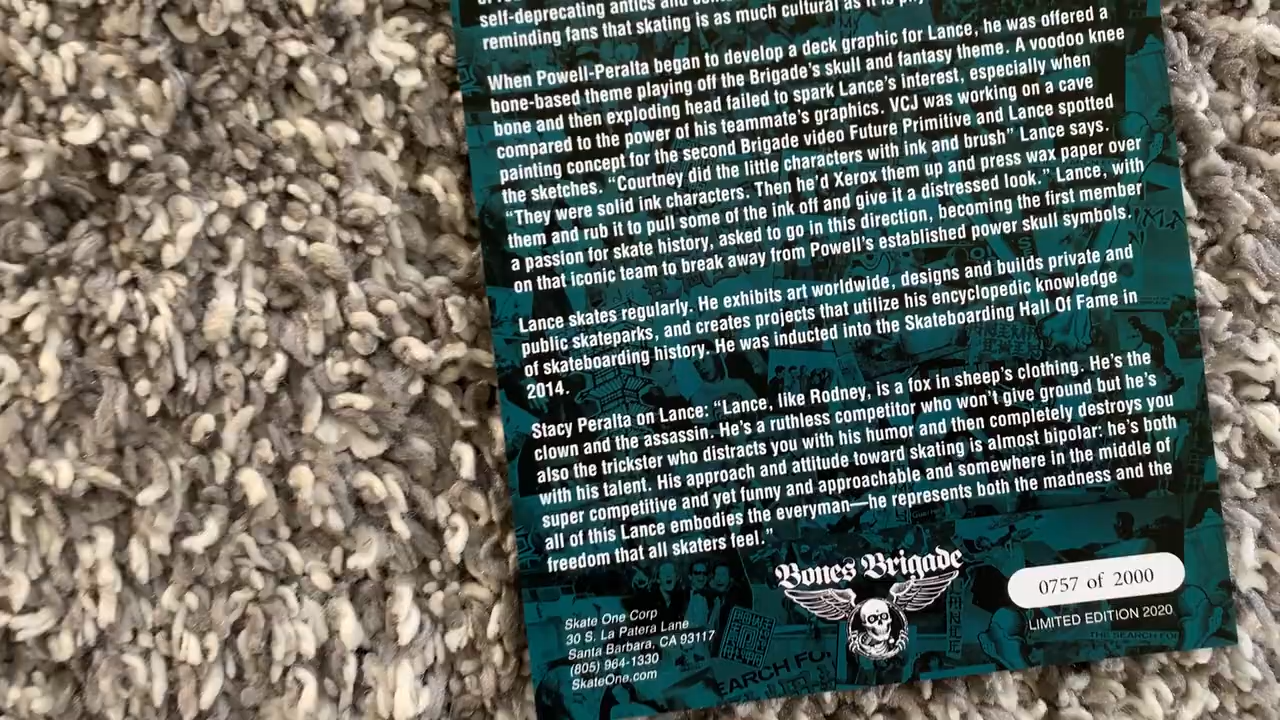 self-deprecating antics and
reminding fans that skating is as much cultural as it is
When Powell-Peralta began to develop a deck graphic for Lance, he was offered a
bone-based theme playing off the Brigade's skull and fantasy theme. A voodoo knee
bone and then exploding head failed to spark Lance's interest, especially when
compared to the power of his teammate's graphics. VCJ was working on a cave
painting concept for the second Brigade video Future Primitive and Lance spotted
the sketches. "Courtney did the little characters with ink and brush" Lance says.
"They were solid ink characters. Then he'd Xerox them up and press wax paper over
them and rub it to pull some of the ink off and give it a distressed look." Lance, with
a passion for skate history, asked to go in this direction, becoming the first member
on that iconic team to break away from Powell's established power skull symbols.
Lance skates regularly. He exhibits art worldwide, designs and builds private and
public skateparks, and creates projects that utilize his encyclopedic knowledge
of skateboarding history. He was inducted into the Skateboarding Hall Of Fame in
2014.
Stacy Peralta on Lance: "Lance, like Rodney, is a fox in sheep's clothing. He's the
clown and the assassin. He's a ruthless competitor who won't give ground but he's
also the trickster who distracts you with his humor and then completely destroys you
with his talent. His approach and attitude toward skating is almost bipolar: he's both
super competitive and yet funny and approachable and somewhere in the middle of
all of this Lance embodies the everyman—he represents both the madness and the
freedom that all skaters feel."
Bones Brigade
Skate One Corp
30 S. La Patera Lane
Santa Barbara, CA 93117
(805) 964-1330
SkateOne.com
0757 of 2000
LIMITED EDITION 2020
THE SEARCH FOR